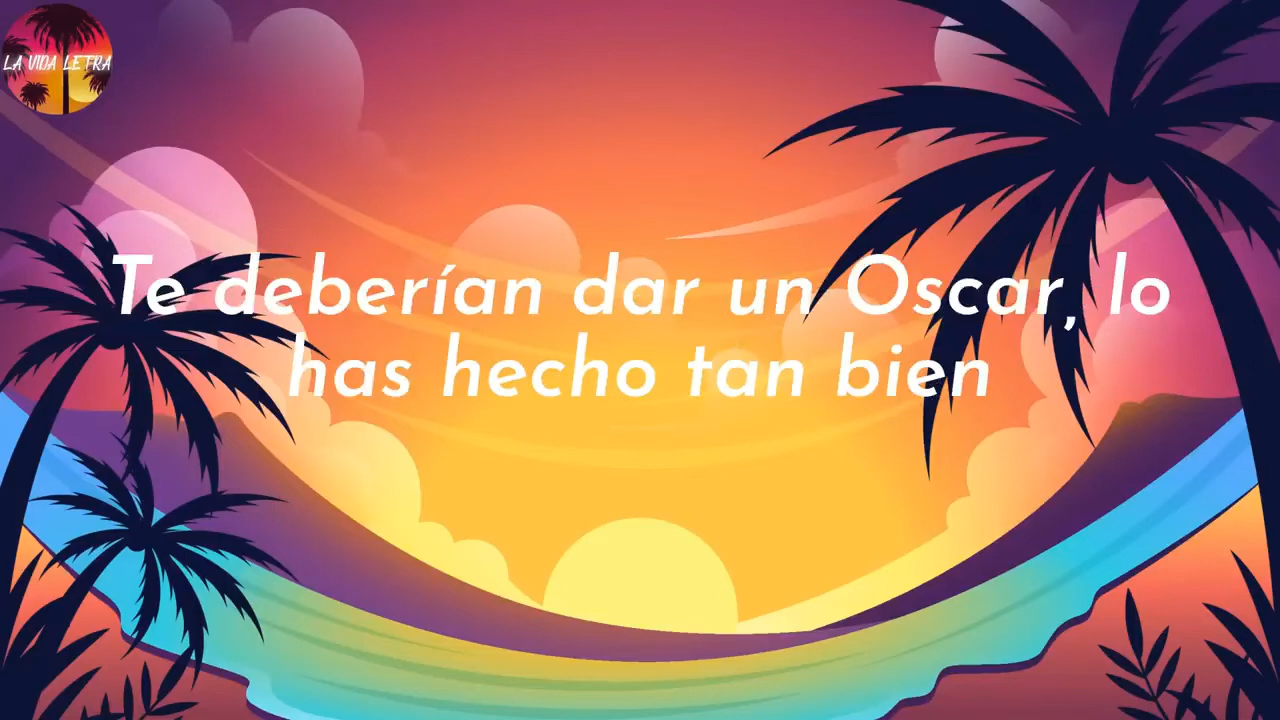 LA VIDA LETRA
Te deberían dar un Oscar, lo
has hecho tan bien